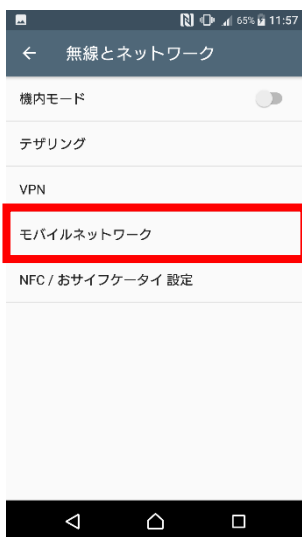 65% 11:57
← 無線とネットワーク
機内モード
テザリング
VPN
モバイルネットワーク
NFC / おサイフケータイ 設定